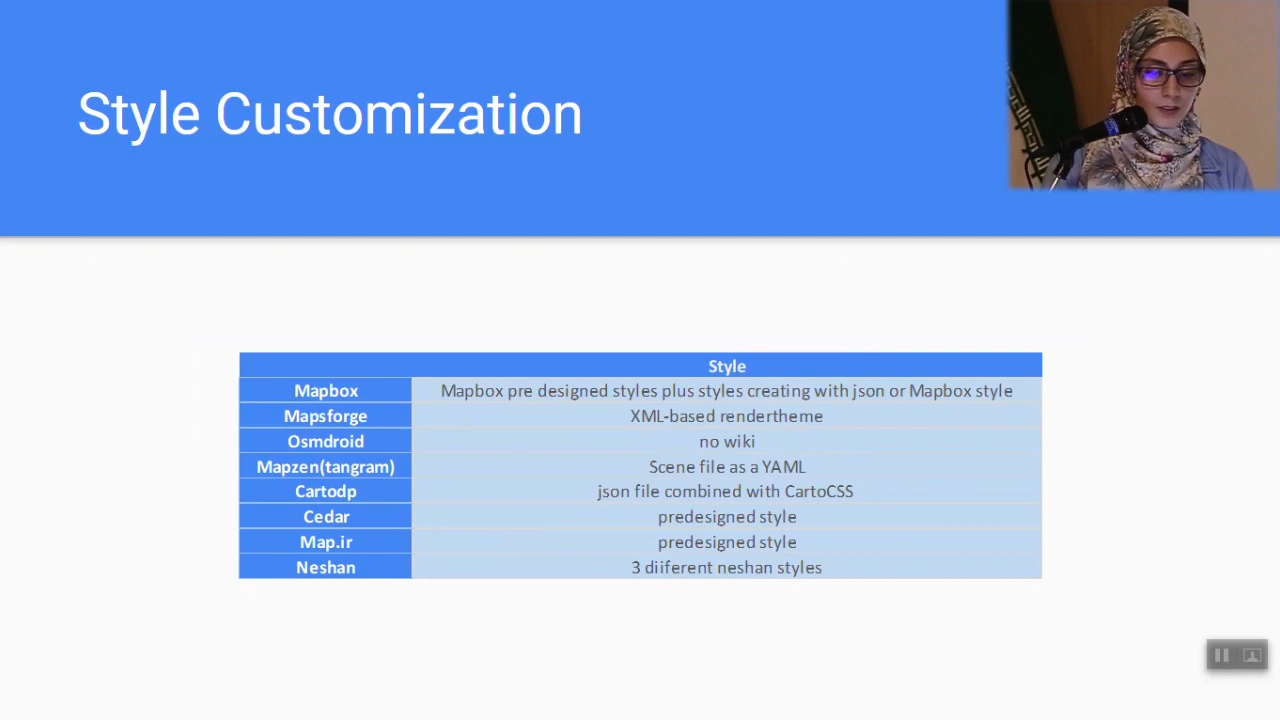 Style Customization
Style
Mapbox Mapbox pre designed styles plus styles creating with json or Mapbox style
Mapsforge XML-based rendertheme
Osmdroid no wiki
Mapzen(tangram) Scene file as a YAML
Cartodp json file combined with CartoCSS
Cedar predesigned style
Map.ir predesigned style
Neshan 3 diiferent neshan styles